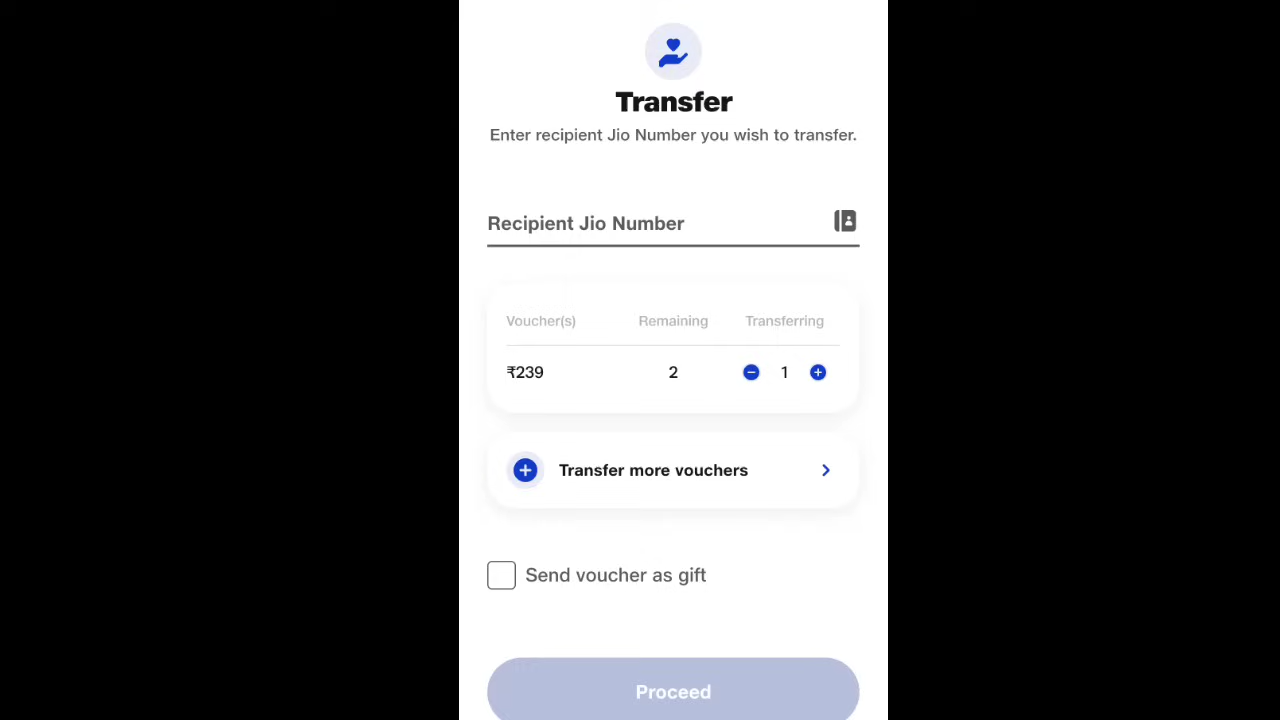 Transfer
Enter recipient Jio Number you wish to transfer.
Recipient Jio Number
Voucher(s) Remaining Transferring
₹239 2 1
Transfer more vouchers
Send voucher as gift
Proceed